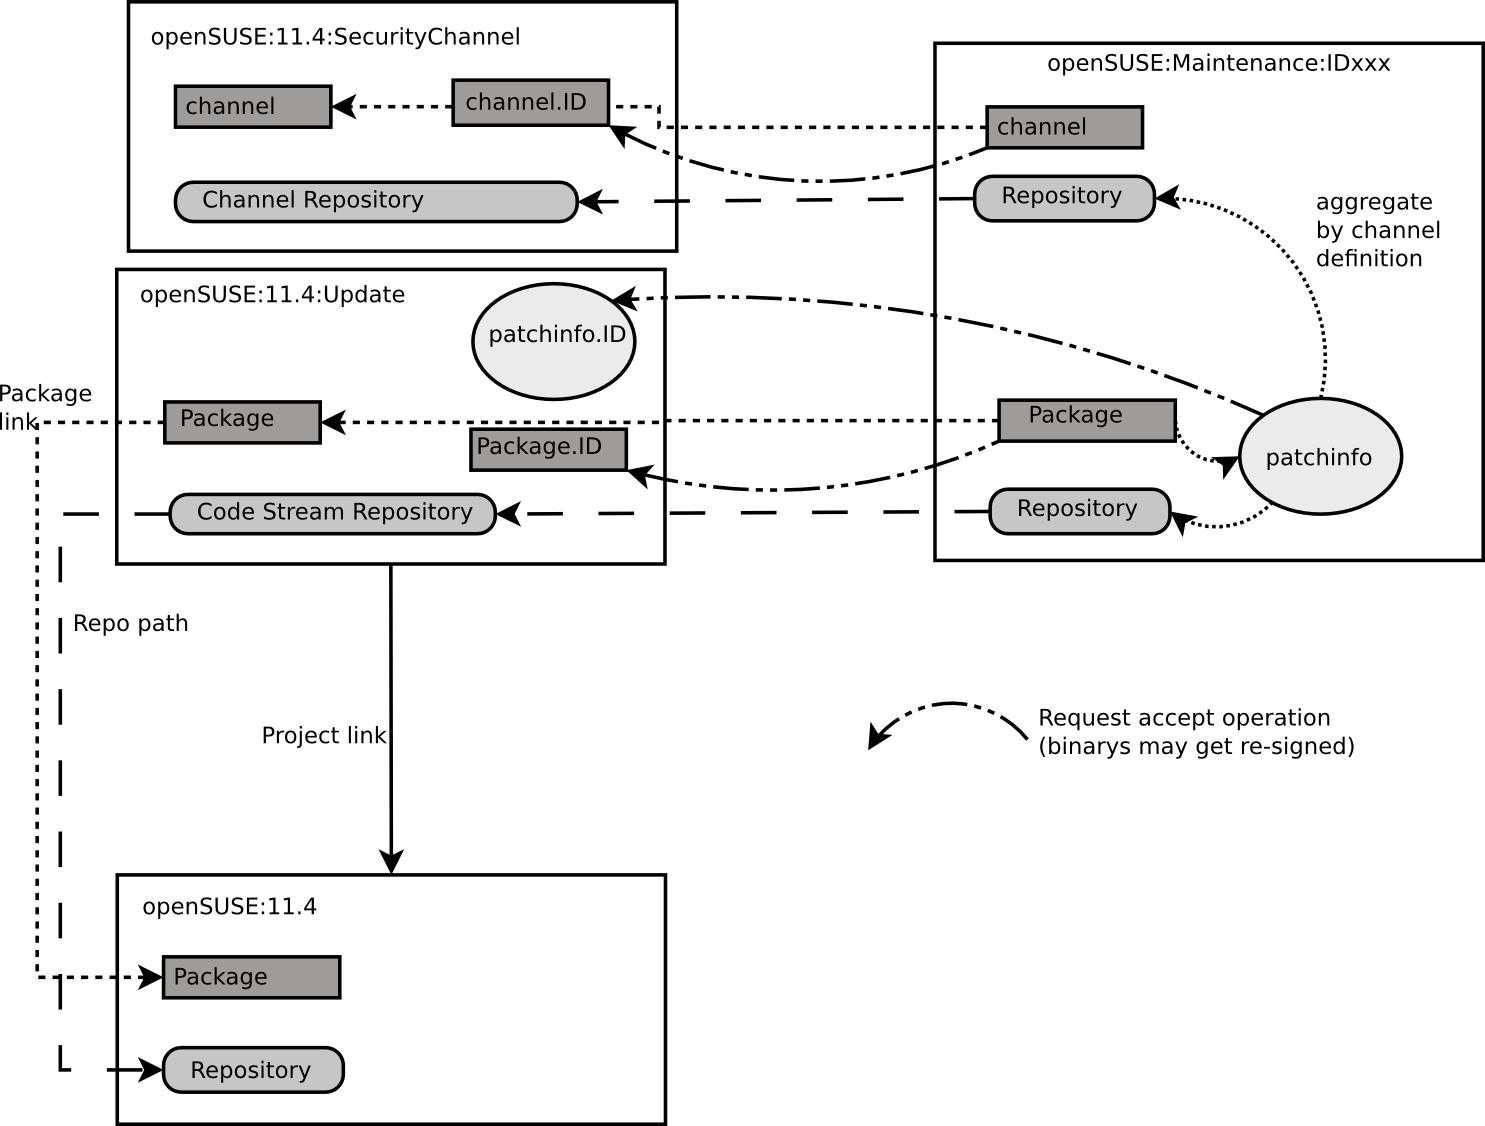 openSUSE:11.4:SecurityChannel
channel
channel.ID
Channel Repository
openSUSE:Maintenance:IDxxx
channel
Repository
aggregate
by channel
definition
openSUSE:11.4:Update
patchinfo.ID
Package
link
Package
Package.ID
Code Stream Repository
Package
patchinfo
Repository
Repo path
Project link
Request accept operation
(binarys may get re-signed)
openSUSE:11.4
Package
Repository